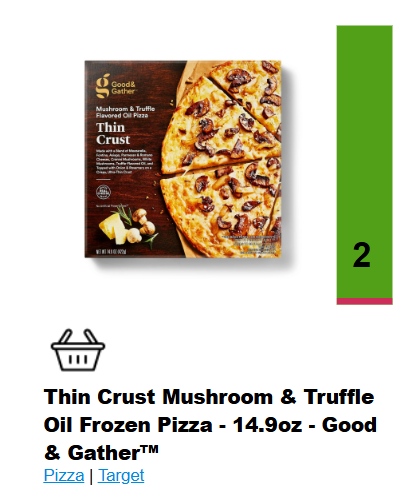 Good&
Gather™
Mushroom & Truffle
Flavored Oil Pizza
Thin
Crust
2
Thin Crust Mushroom & Truffle
Oil Frozen Pizza - 14.9oz - Good
& Gather™
Pizza | Target